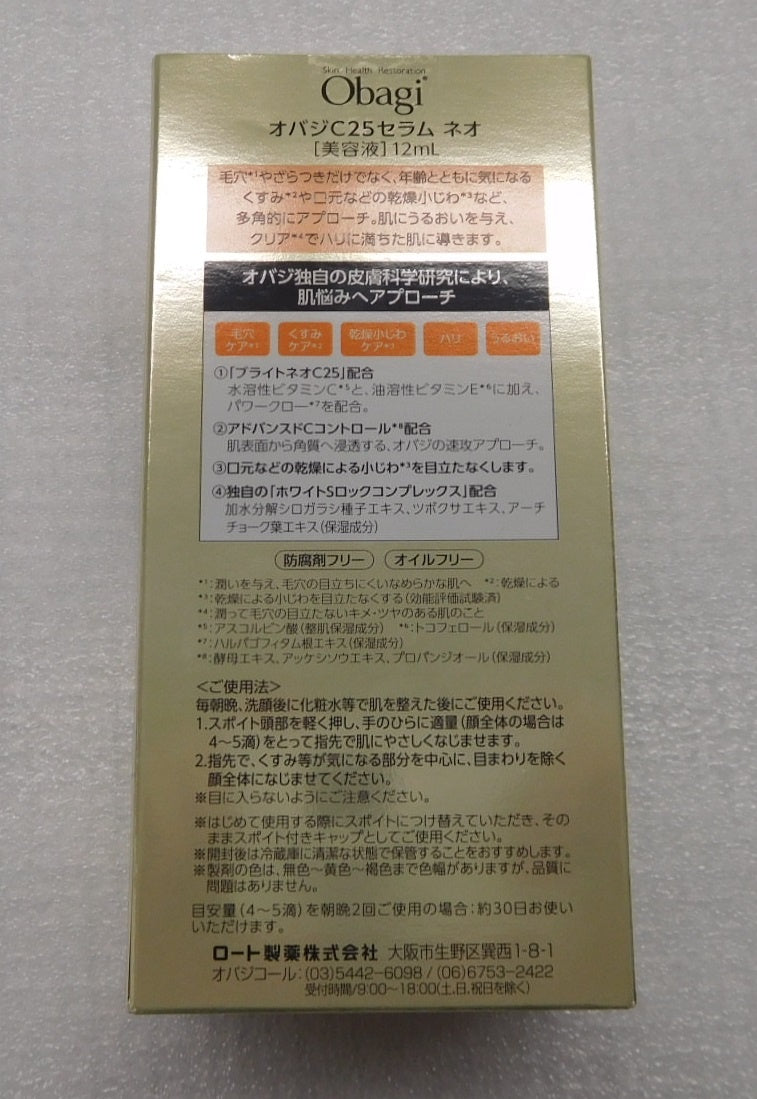 Skin Health Restoration
Obagi®
オバジC25セラム ネオ
[美容液]12mL
毛穴*¹やざらつきだけでなく、年齢とともに気になる
くすみ*²や口元などの乾燥小じわ*³など、
多角的にアプローチ。肌にうるおいを与え、
クリア*⁴でハリに満ちた肌に導きます。
オバジ独自の皮膚科学研究により、
肌悩みへアプローチ
毛穴ケア*¹ くすみケア*² 乾燥小じわケア*³ ハリ うるおい
①「ブライトネオC25」配合
水溶性ビタミンC*⁵と、油溶性ビタミンE*⁶に加え、
パワークロー*⁷を配合。
②アドバンスドCコントロール*⁸配合
肌表面から角質へ浸透する、オバジの速攻アプローチ。
③口元などの乾燥による小じわ*³を目立たなくします。
④独自の「ホワイトSロックコンプレックス」配合
加水分解シロガラシ種子エキス、ツボクサエキス、アーチ
チョーク葉エキス(保湿成分)
防腐剤フリー オイルフリー
*¹:潤いを与え、毛穴の目立ちにくいなめらかな肌へ *²:乾燥による
*³:乾燥による小じわを目立たなくする(効能評価試験済)
*⁴:潤って毛穴の目立たないキメ・ツヤのある肌のこと
*⁵:アスコルビン酸(整肌保湿成分) *⁶:トコフェロール(保湿成分)
*⁷:ハルパゴフィタム根エキス(保湿成分)
*⁸:酵母エキス、アッケシソウエキス、プロパンジオール(保湿成分)
<ご使用法>
毎朝晩、洗顔後に化粧水等で肌を整えた後にご使用ください。
1.スポイト頭部を軽く押し、手のひらに適量(顔全体の場合は
4〜5滴)をとって指先で肌にやさしくなじませます。
2.指先で、くすみ等が気になる部分を中心に、目まわりを除く
顔全体になじませてください。
※目に入らないようにご注意ください。
※はじめて使用する際にスポイトにつけ替えていただき、その
ままスポイト付きキャップとしてご使用ください。
※開封後は冷蔵庫に清潔な状態で保管することをおすすめします。
※製剤の色は、無色〜黄色〜褐色まで色幅がありますが、品質に
問題はありません。
目安量(4〜5滴)を朝晩2回ご使用の場合:約30日お使い
いただけます。
ロート製薬株式会社 大阪市生野区巽西1-8-1
オバジコール:(03)5442-6098/(06)6753-2422
受付時間/9:00〜18:00(土,日,祝日を除く)